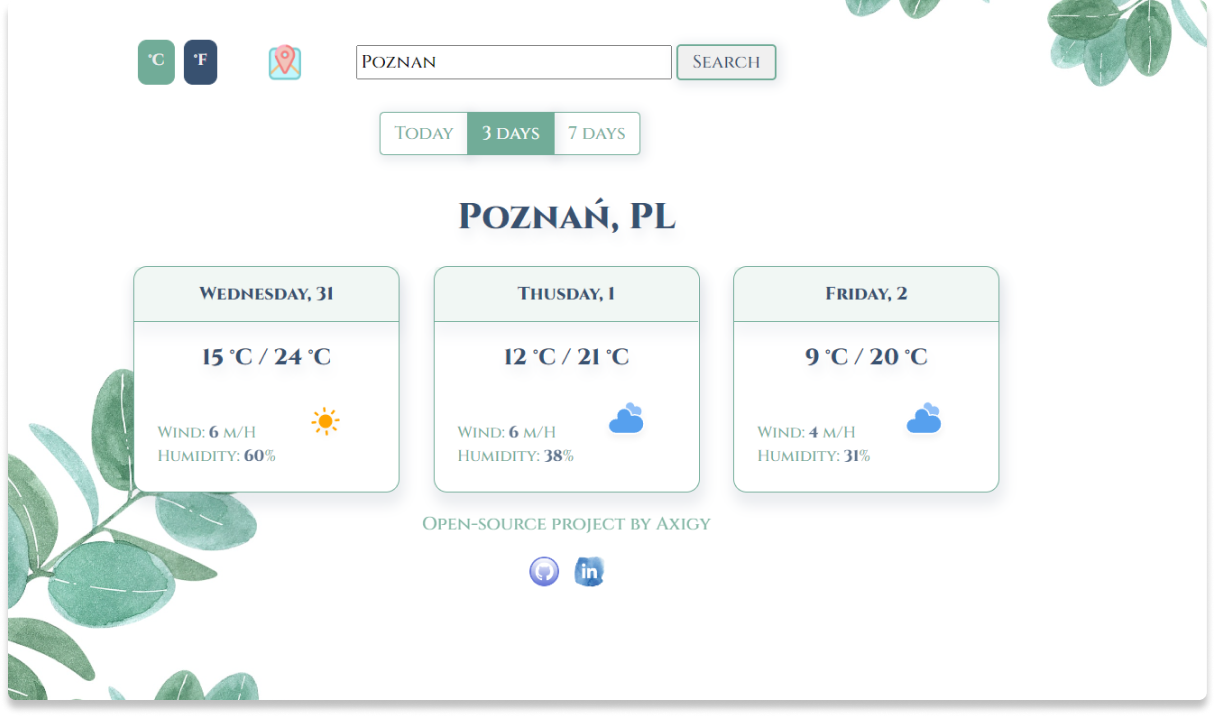 °C °F Poznan Search
Today 3 days 7 days
Poznań, PL
Wednesday, 31
15 °C / 24 °C
Wind: 6 m/h
Humidity: 60%
Thusday, 1
12 °C / 21 °C
Wind: 6 m/h
Humidity: 38%
Friday, 2
9 °C / 20 °C
Wind: 4 m/h
Humidity: 31%
Open-source project by Axigy
in